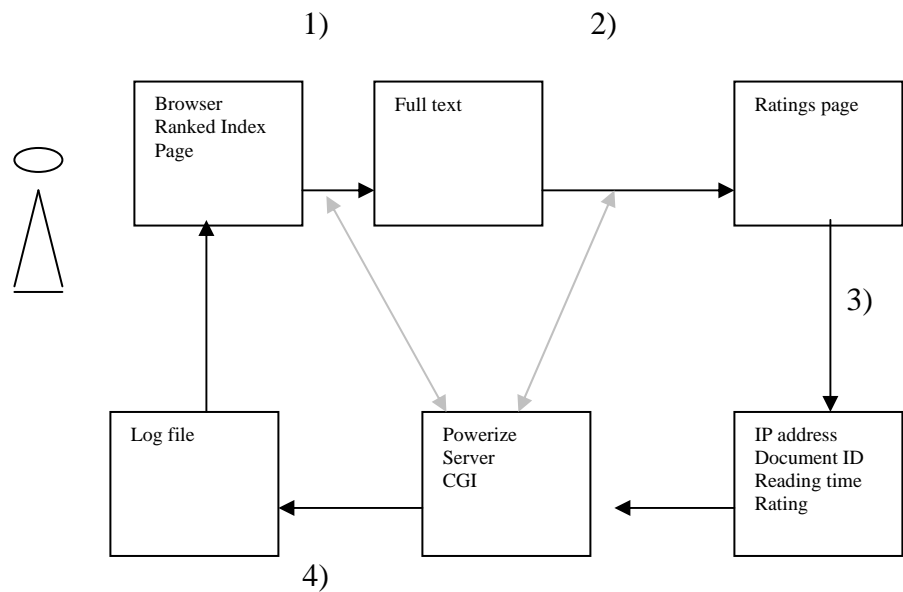 1)
2)
Browser
Ranked Index
Page
Full text
Ratings page
3)
Log file
Powerize
Server
CGI
IP address
Document ID
Reading time
Rating
4)